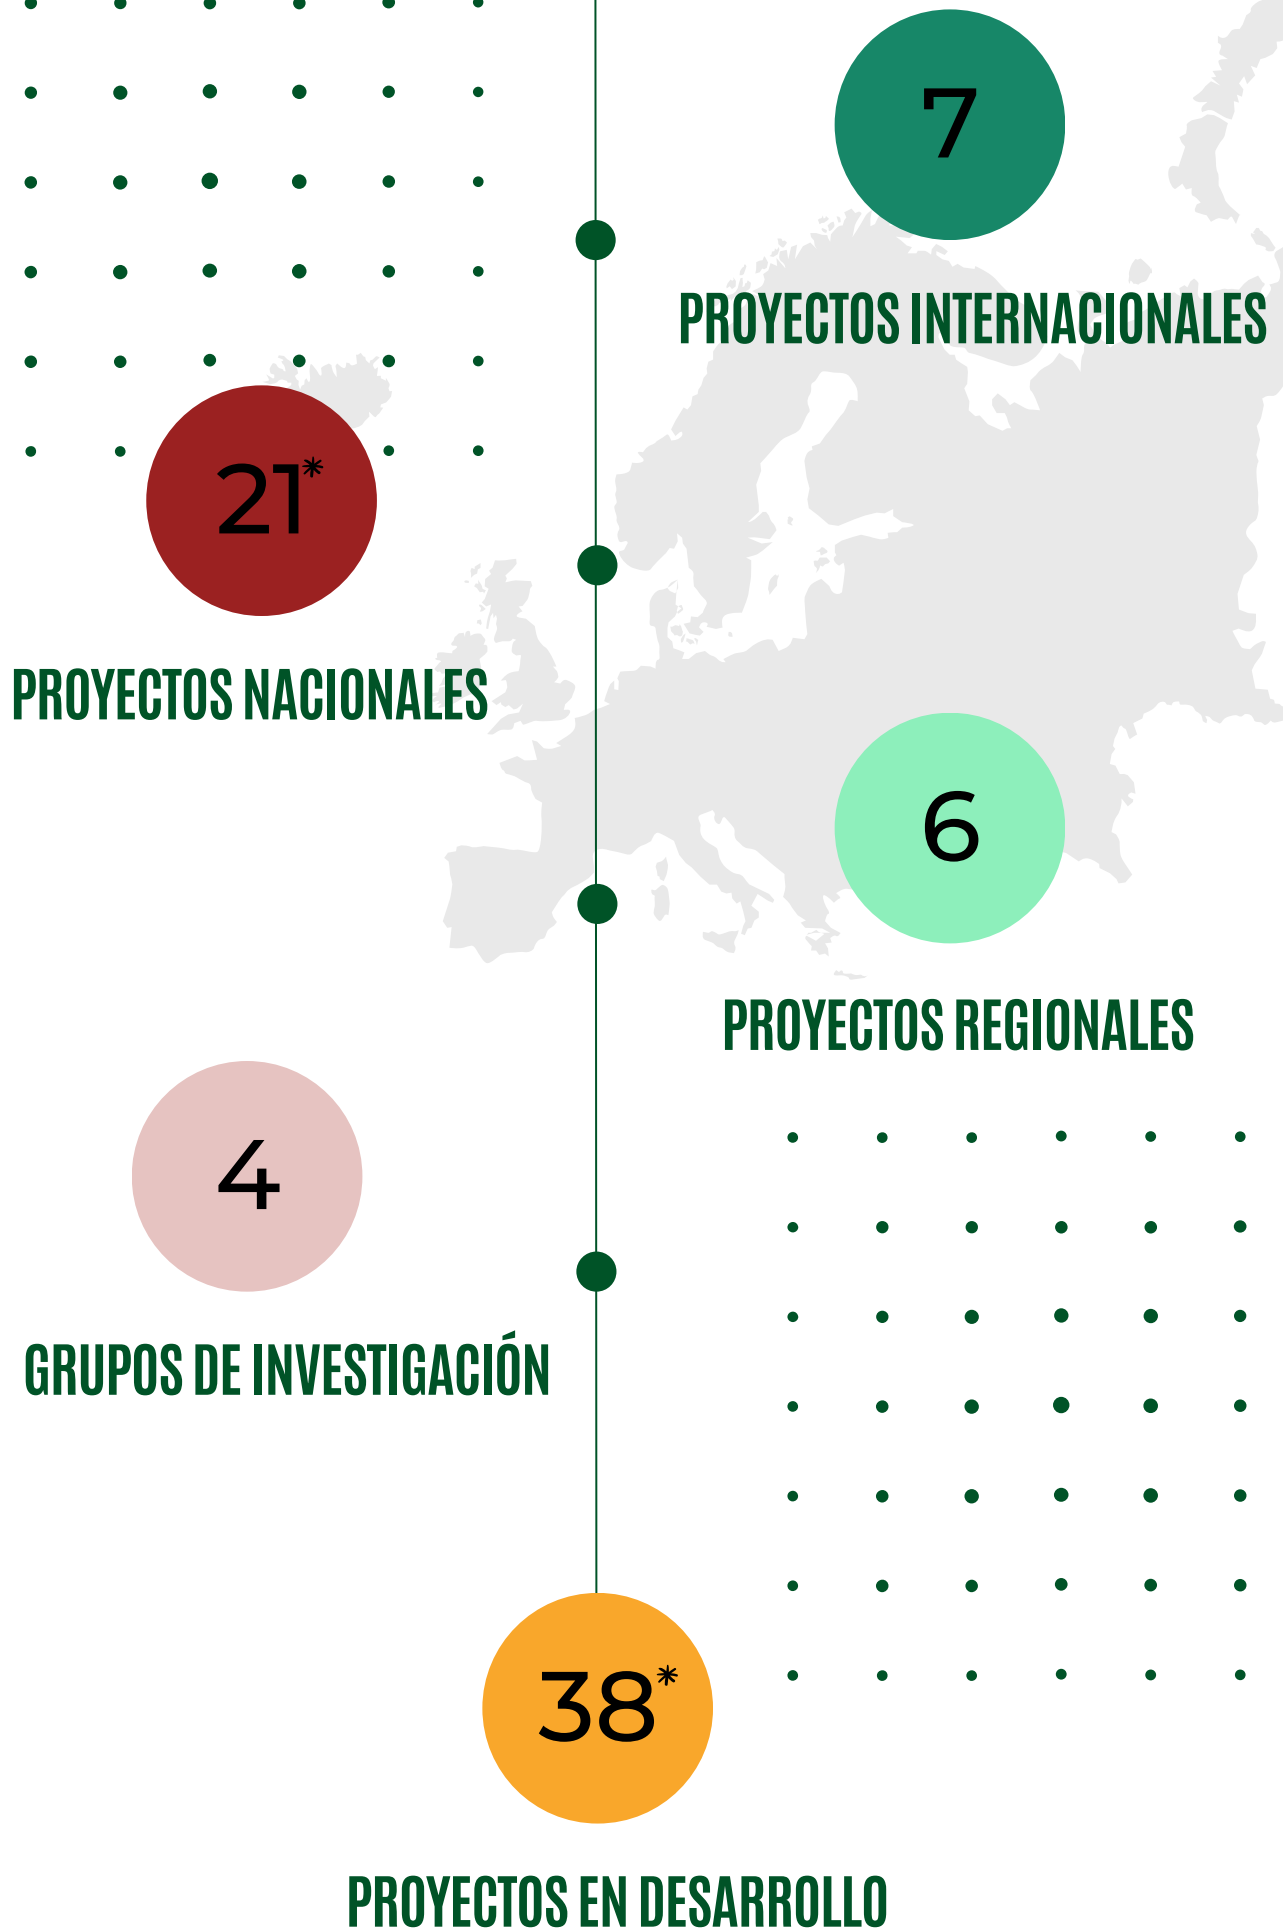 7
PROYECTOS INTERNACIONALES
21*
PROYECTOS NACIONALES
6
PROYECTOS REGIONALES
4
GRUPOS DE INVESTIGACIÓN
38*
PROYECTOS EN DESARROLLO